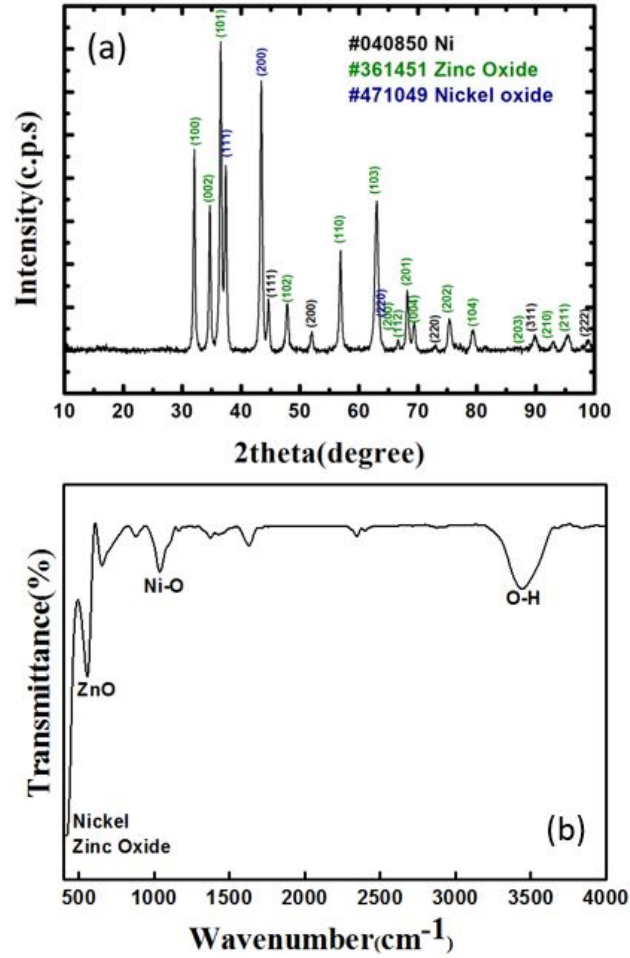 (a)
#040850 Ni
#361451 Zinc Oxide
#471049 Nickel oxide
Intensity(c.p.s)
(100)
(002)
(101)
(111)
(200)
(111)
(102)
(200)
(110)
(103)
(220)
(200)
(112)
(201)
(004)
(220)
(202)
(104)
(203)
(311)
(210)
(211)
(222)
10 20 30 40 50 60 70 80 90 100
2theta(degree)
Transmittance(%)
Ni-O
O-H
ZnO
Nickel
Zinc Oxide
(b)
500 1000 1500 2000 2500 3000 3500 4000
Wavenumber(cm-1)